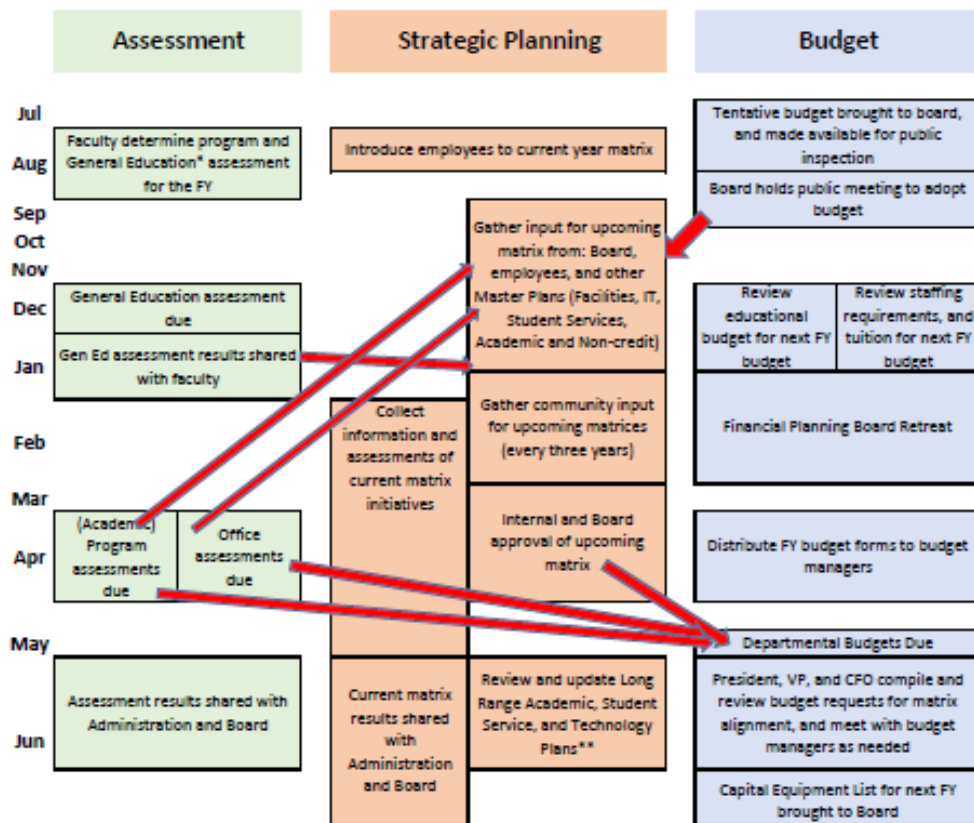 Assessment
Strategic Planning
Budget
Jul
Aug
Sep
Oct
Nov
Dec
Jan
Feb
Mar
Apr
May
Jun
Faculty determine program and
General Education* assessment
for the FY
General Education assessment
due
Gen Ed assessment results shared
with faculty
(Academic)
Program
assessments
due
Office
assessments
due
Assessment results shared with
Administration and Board
Introduce employees to current year matrix
Gather input for upcoming
matrix from: Board,
employees, and other
Master Plans (Facilities, IT,
Student Services,
Academic and Non-credit)
Collect
information and
assessments of
current matrix
initiatives
Gather community input
for upcoming matrices
(every three years)
Internal and Board
approval of upcoming
matrix
Current matrix
results shared
with
Administration
and Board
Review and update Long
Range Academic, Student
Service, and Technology
Plans**
Tentative budget brought to board,
and made available for public
inspection
Board holds public meeting to adopt
budget
Review
educational
budget for next FY
budget
Review staffing
requirements, and
tuition for next FY
budget
Financial Planning Board Retreat
Distribute FY budget forms to budget
managers
Departmental Budgets Due
President, VP, and CFO compile and
review budget requests for matrix
alignment, and meet with budget
managers as needed
Capital Equipment List for next FY
brought to Board